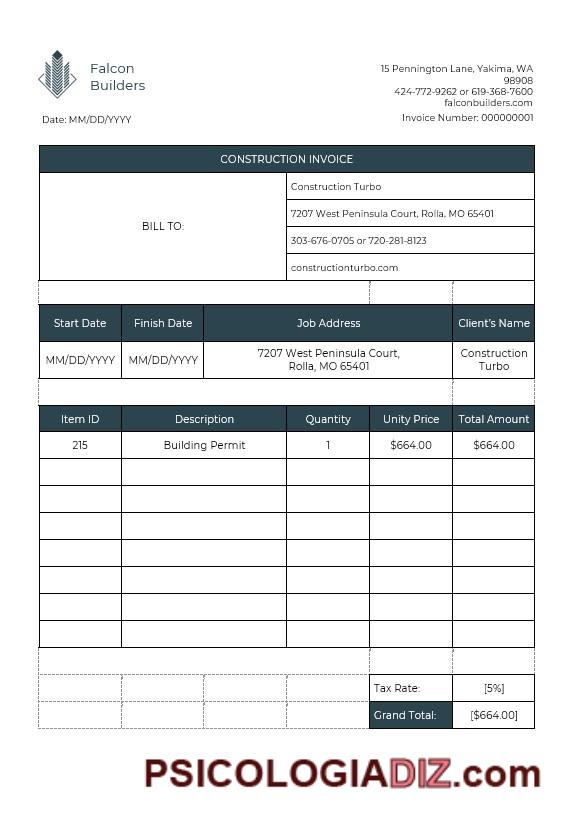 Falcon
Builders
15 Pennington Lane, Yakima, WA
98908
424-772-9262 or 619-368-7600
falconbuilders.com
Date: MM/DD/YYYY
Invoice Number: 000000001
CONSTRUCTION INVOICE
BILL TO:
Construction Turbo
7207 West Peninsula Court, Rolla, MO 65401
303-676-0705 or 720-281-8123
constructionturbo.com
Start Date Finish Date Job Address Client's Name
MM/DD/YYYY MM/DD/YYYY 7207 West Peninsula Court, Construction
Rolla, MO 65401 Turbo
Item ID Description Quantity Unity Price Total Amount
215 Building Permit 1 $664.00 $664.00
Tax Rate: [5%]
Grand Total: [$664.00]
PSICOLOGIADIZ.com